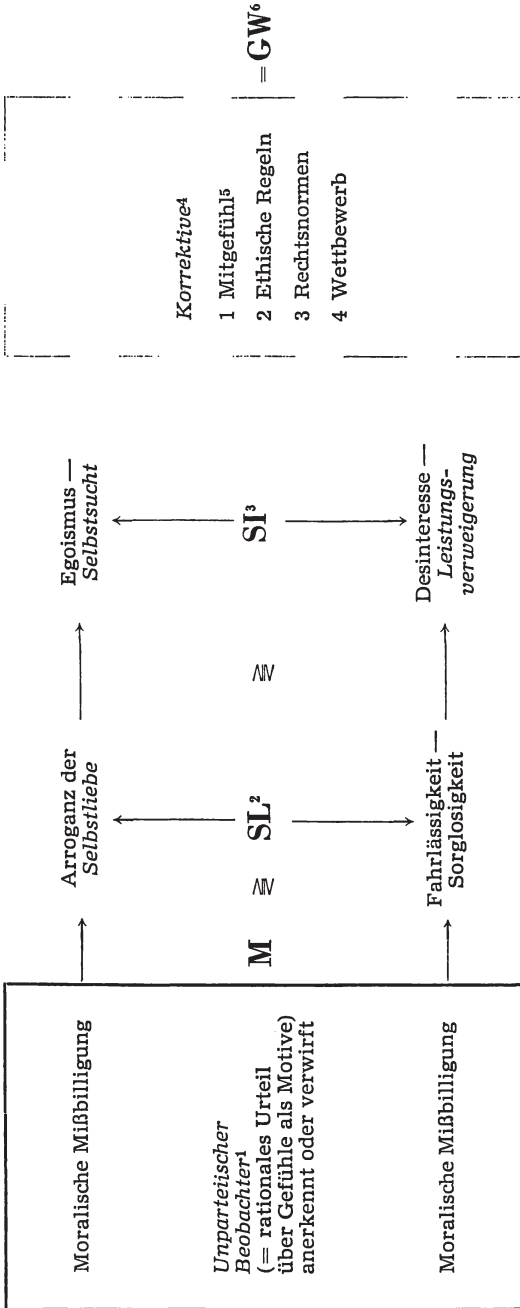 Moralische Mißbilligung
Arroganz der
Selbstliebe
Egoismus —
Selbstsucht
Unparteiischer
Beobachter¹
(= rationales Urteil
über Gefühle als Motive)
anerkennt oder verwirft
M ≷ SL² ≷ SI³
Korrektive⁴
1 Mitgefühl⁵
2 Ethische Regeln
3 Rechtsnormen
4 Wettbewerb
= GW⁶
Moralische Mißbilligung
Fahrlässigkeit —
Sorglosigkeit
Desinteresse —
Leistungs-
verweigerung